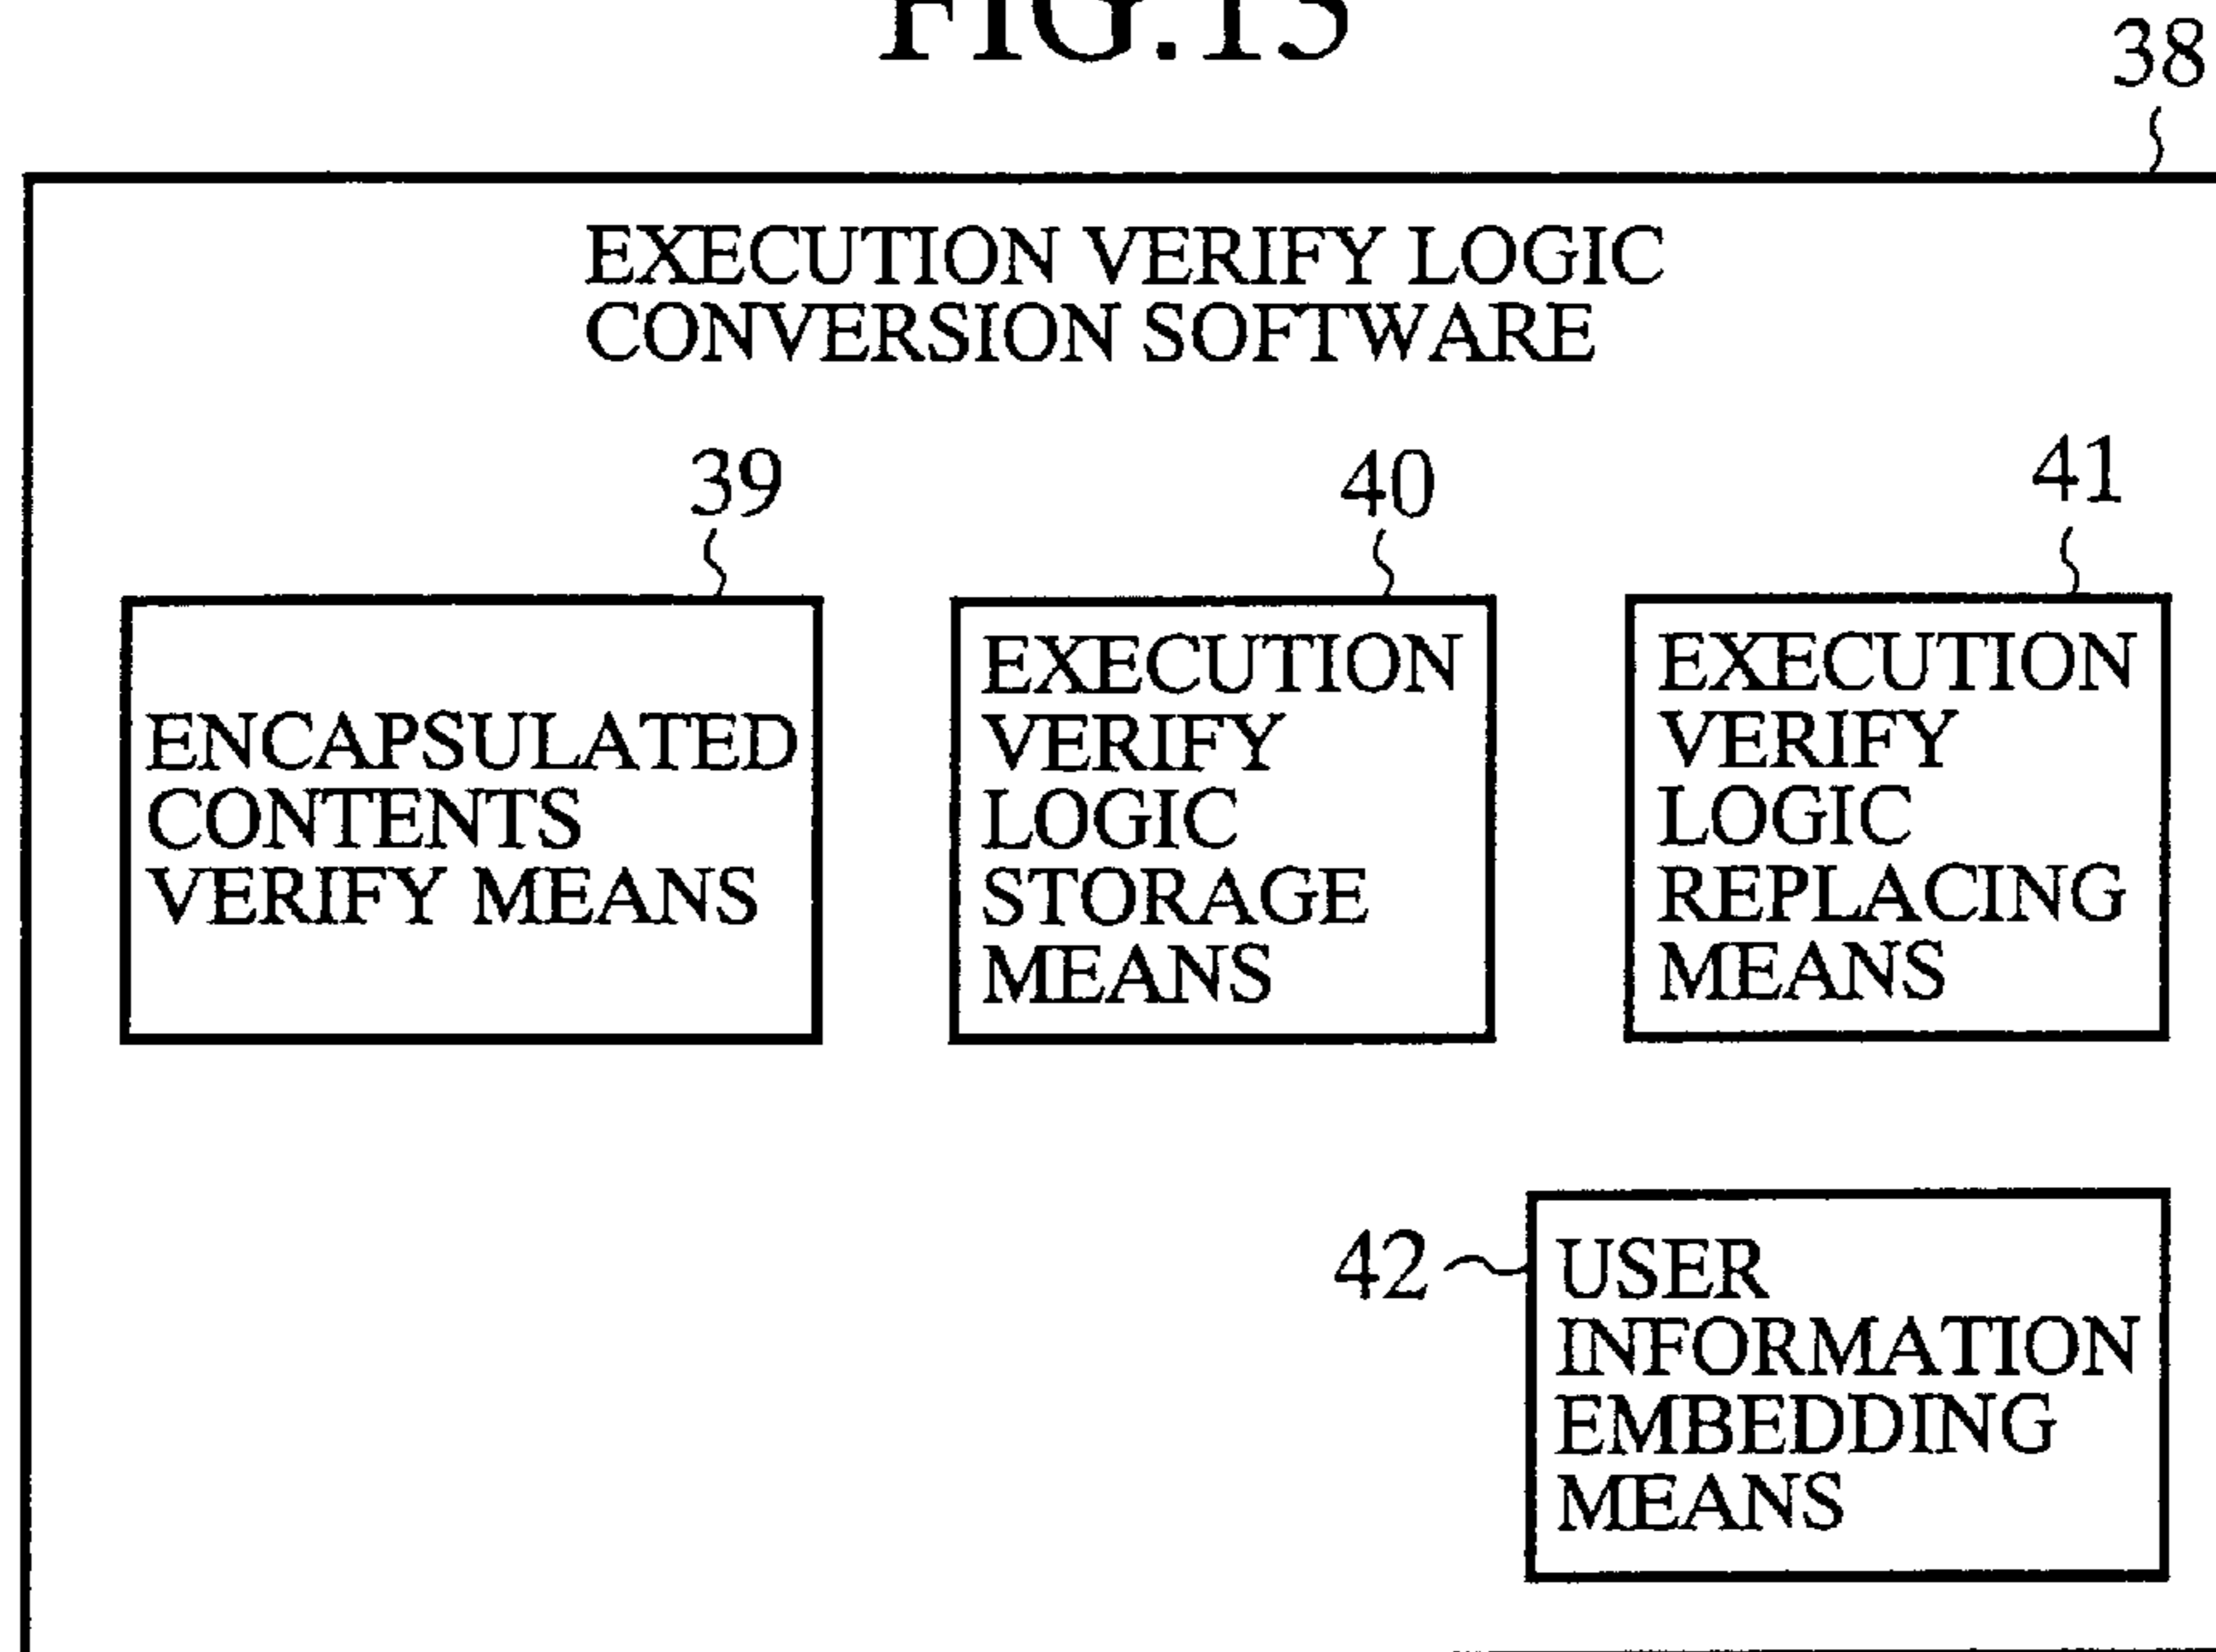 38
EXECUTION VERIFY LOGIC
CONVERSION SOFTWARE
39
40
41
ENCAPSULATED
CONTENTS
VERIFY MEANS
EXECUTION
VERIFY
LOGIC
STORAGE
MEANS
EXECUTION
VERIFY
LOGIC
REPLACING
MEANS
42
USER
INFORMATION
EMBEDDING
MEANS